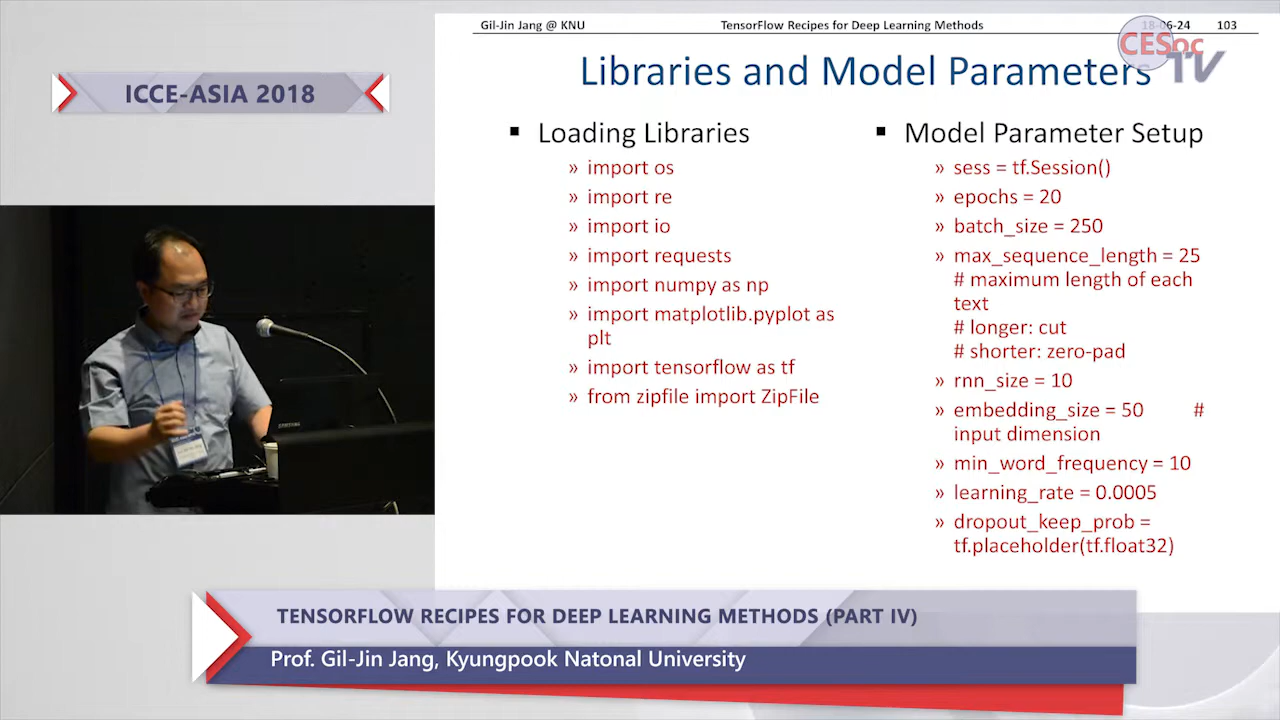 Gil-Jin Jang @ KNU
TensorFlow Recipes for Deep Learning Methods
18-06-24
103
CESoc
TV
ICCE-ASIA 2018
Libraries and Model Parameters
Loading Libraries
» import os
» import re
» import io
» import requests
» import numpy as np
» import matplotlib.pyplot as
plt
» import tensorflow as tf
» from zipfile import ZipFile
Model Parameter Setup
» sess = tf.Session()
» epochs = 20
» batch_size = 250
» max_sequence_length = 25
# maximum length of each
text
# longer: cut
# shorter: zero-pad
» rnn_size = 10
» embedding_size = 50 #
input dimension
» min_word_frequency = 10
» learning_rate = 0.0005
» dropout_keep_prob =
tf.placeholder(tf.float32)
SAMSUNG
TENSORFLOW RECIPES FOR DEEP LEARNING METHODS (PART IV)
Prof. Gil-Jin Jang, Kyungpook Natonal University